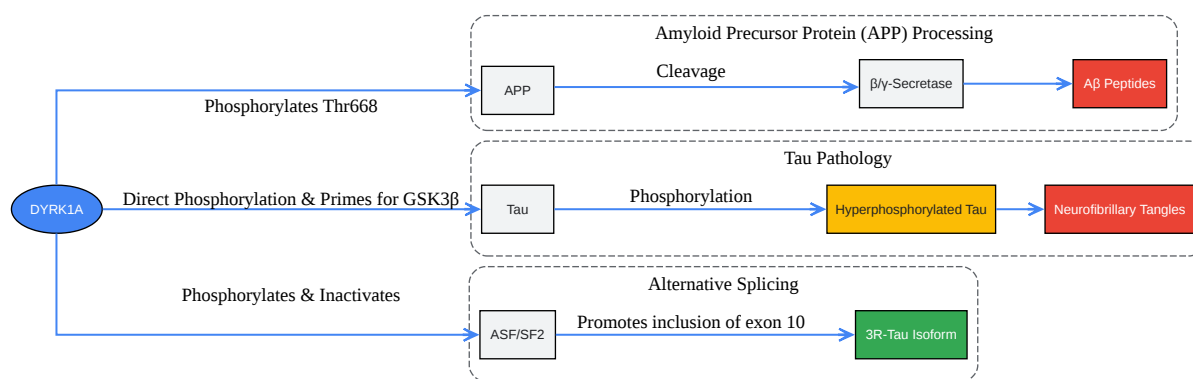 Amyloid Precursor Protein (APP) Processing
Cleavage
APP
β/γ-Secretase
Aβ Peptides
Phosphorylates Thr668
Tau Pathology
DYRK1A
Direct Phosphorylation & Primes for GSK3β
Tau
Phosphorylation
Hyperphosphorylated Tau
Neurofibrillary Tangles
Alternative Splicing
Phosphorylates & Inactivates
ASF/SF2
Promotes inclusion of exon 10
3R-Tau Isoform